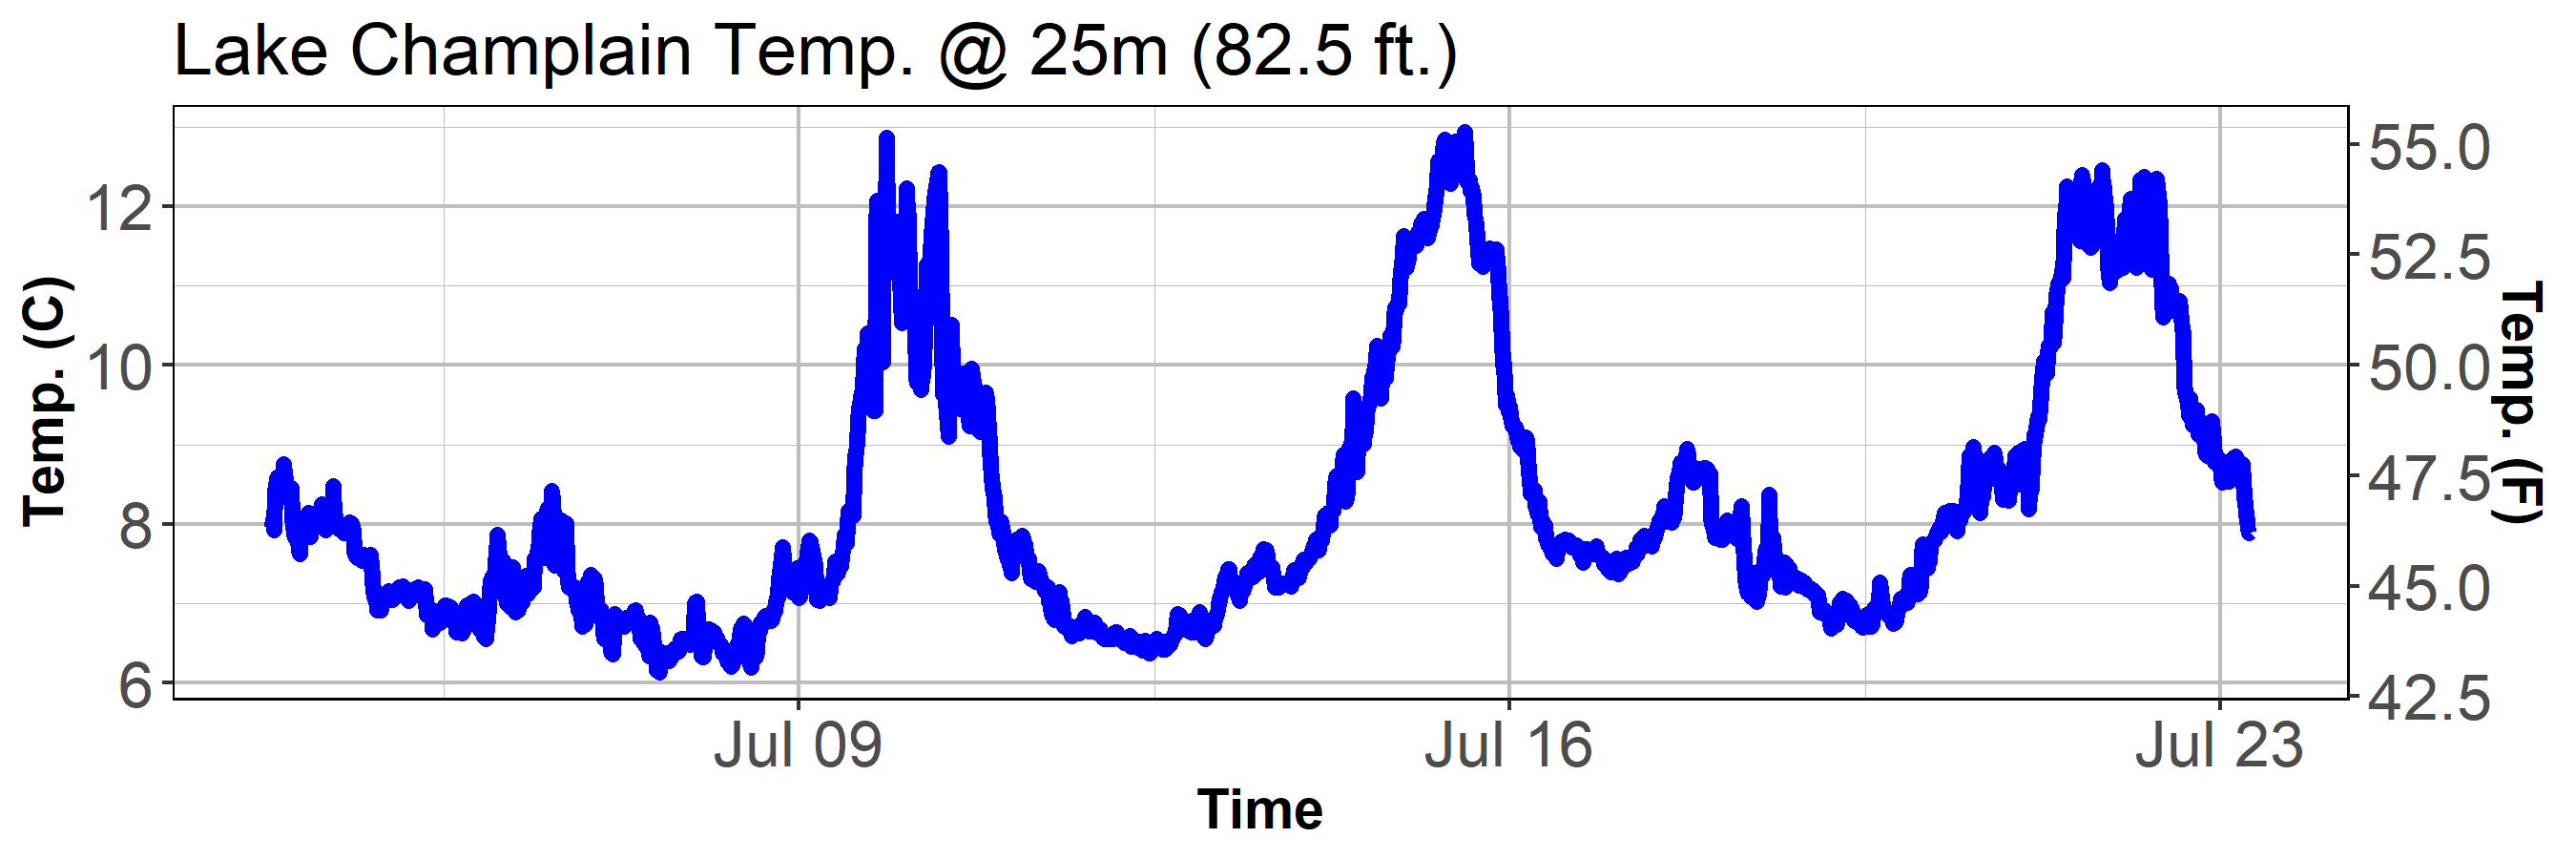 Lake Champlain Temp. @ 25m (82.5 ft.)
Temp. (C)
12
10
8
6
55.0
52.5
50.0
47.5
45.0
42.5
Temp. (F)
Jul 09
Jul 16
Jul 23
Time